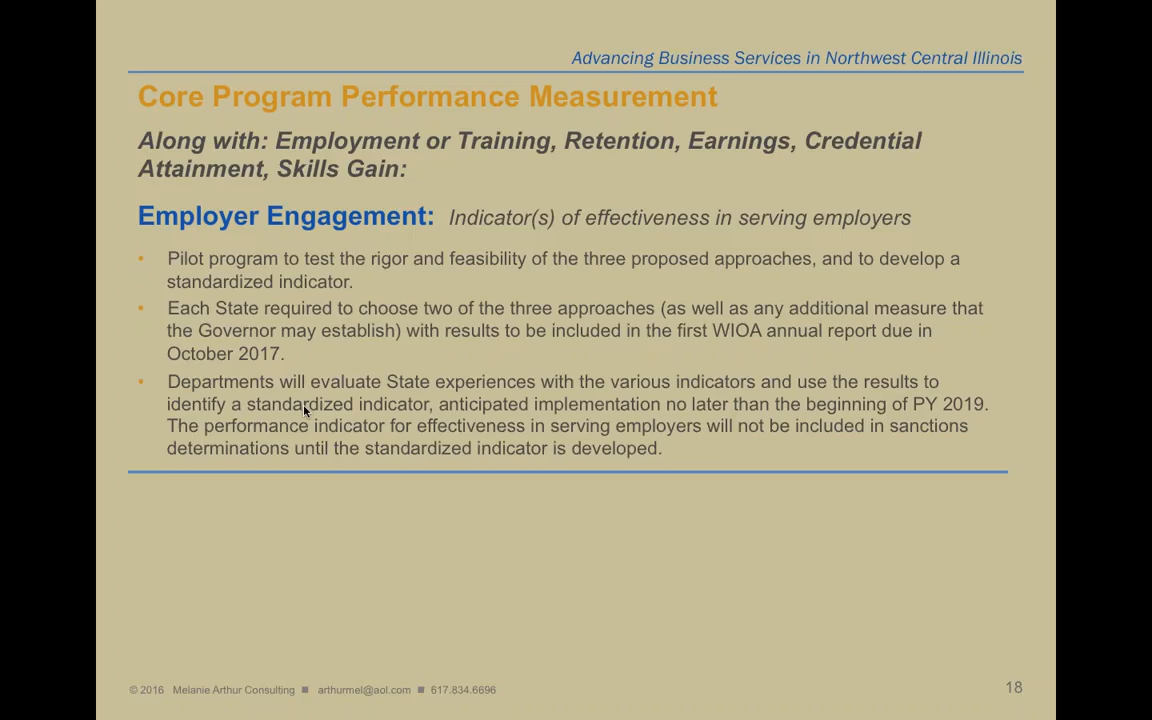 Advancing Business Services in Northwest Central Illinois
Core Program Performance Measurement
Along with: Employment or Training, Retention, Earnings, Credential
Attainment, Skills Gain:
Employer Engagement: Indicator(s) of effectiveness in serving employers
• Pilot program to test the rigor and feasibility of the three proposed approaches, and to develop a
standardized indicator.
• Each State required to choose two of the three approaches (as well as any additional measure that
the Governor may establish) with results to be included in the first WIOA annual report due in
October 2017.
• Departments will evaluate State experiences with the various indicators and use the results to
identify a standardized indicator, anticipated implementation no later than the beginning of PY 2019.
The performance indicator for effectiveness in serving employers will not be included in sanctions
determinations until the standardized indicator is developed.
© 2016 Melanie Arthur Consulting ■ arthurmel@aol.com ■ 617.834.6696
18